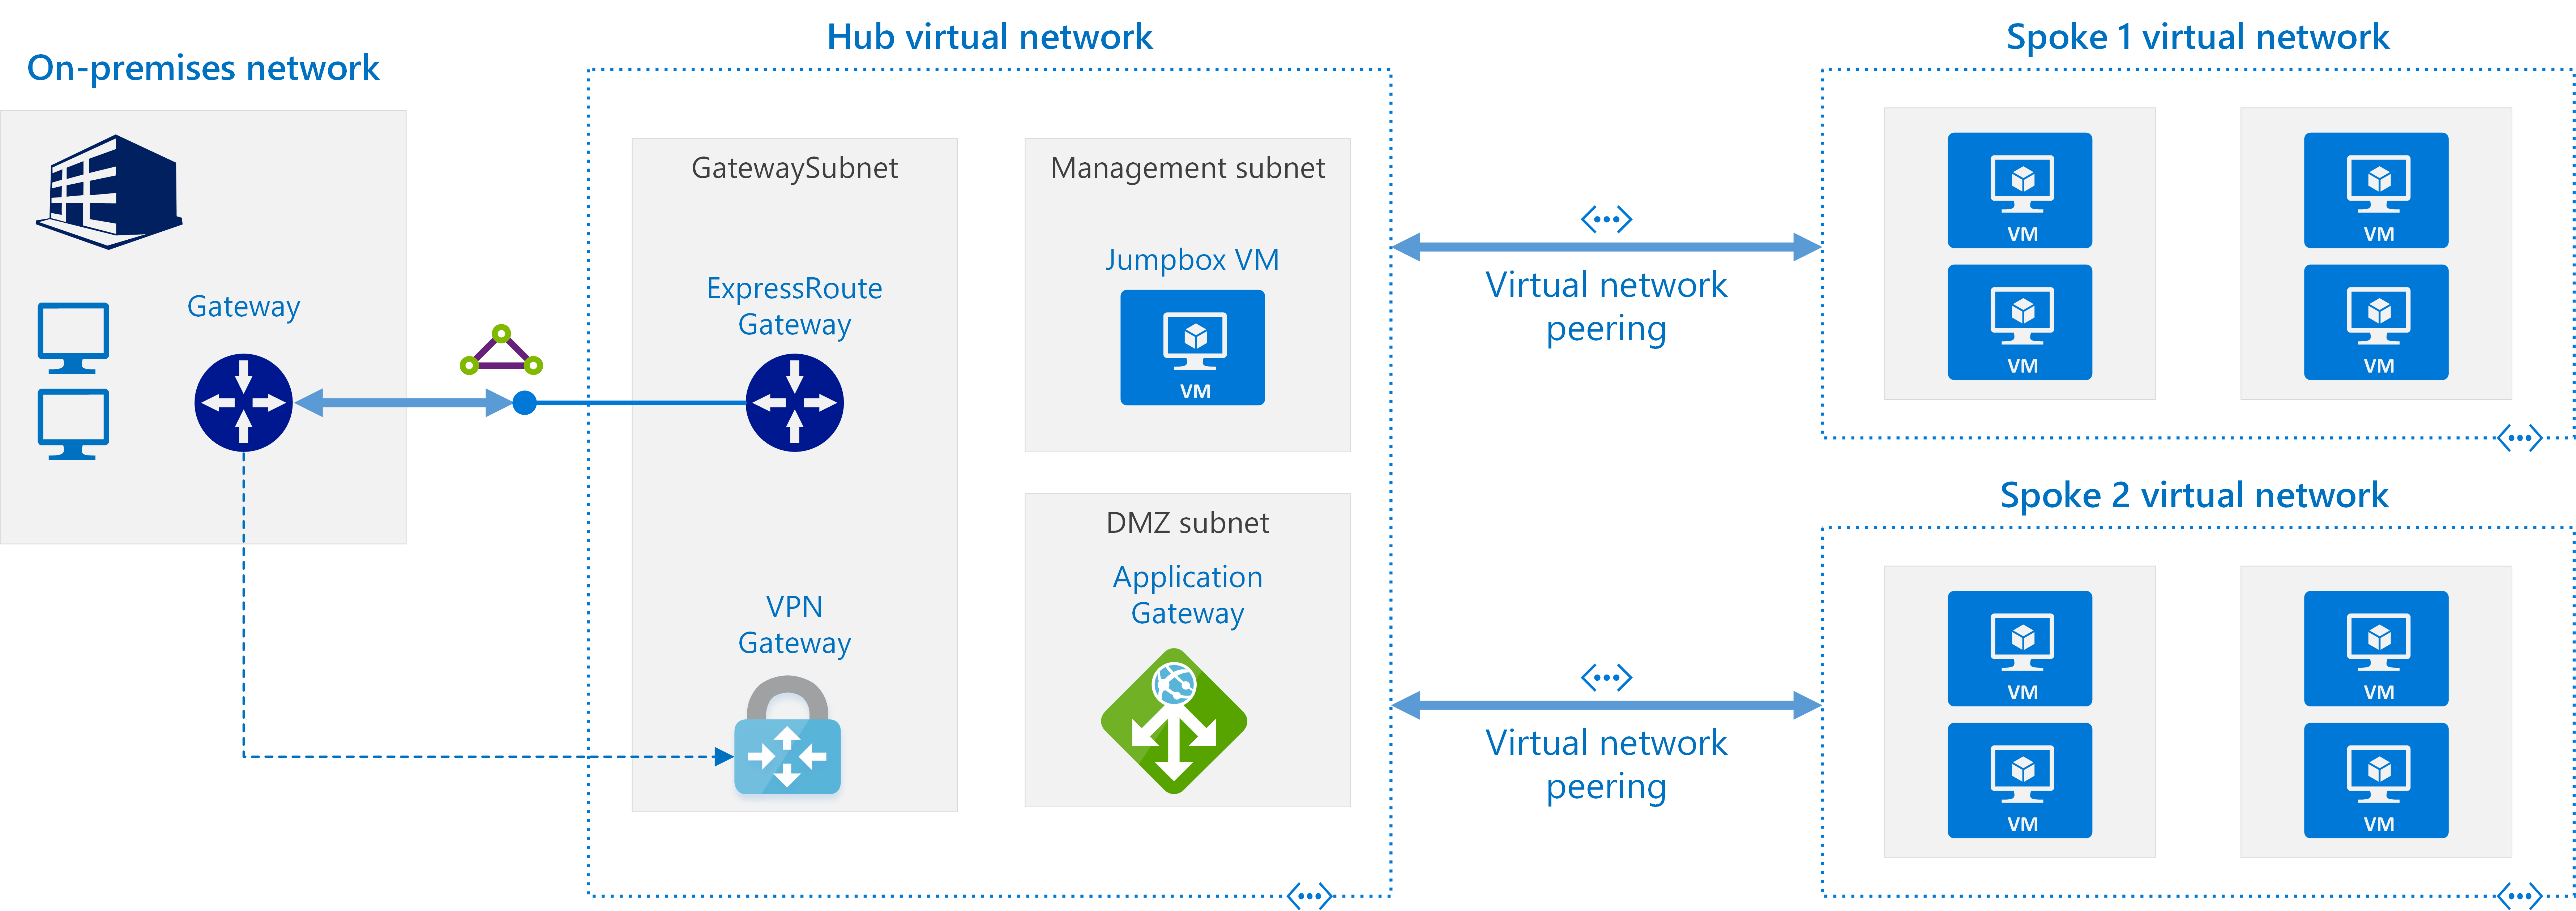 On-premises network
Gateway
Hub virtual network
GatewaySubnet
ExpressRoute
Gateway
VPN
Gateway
Management subnet
Jumpbox VM
VM
DMZ subnet
Application
Gateway
Virtual network
peering
Virtual network
peering
Spoke 1 virtual network
VM
VM
VM
VM
Spoke 2 virtual network
VM
VM
VM
VM